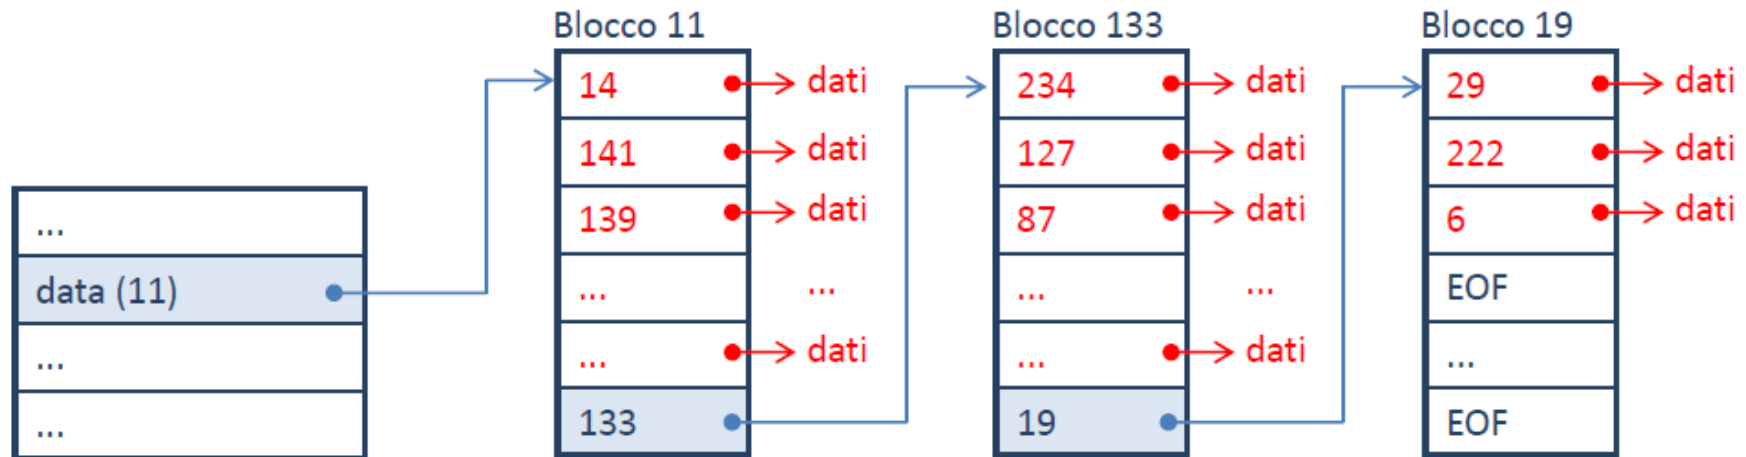 ...
data (11)
...
...
Blocco 11
14 dati
141 dati
139 dati
... ...
... dati
133
Blocco 133
234 dati
127 dati
87 dati
... ...
... dati
19
Blocco 19
29 dati
222 dati
6 dati
EOF
...
EOF